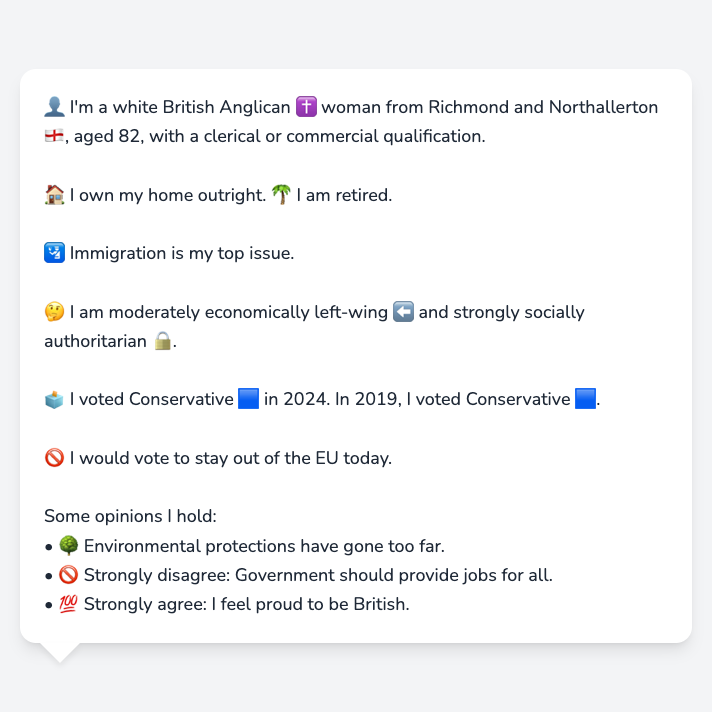 👤 I'm a white British Anglican ✝️ woman from Richmond and Northallerton
🏴󠁧󠁢󠁥󠁮󠁧󠁿, aged 82, with a clerical or commercial qualification.
🏠 I own my home outright. 🌴 I am retired.
🛂 Immigration is my top issue.
🤔 I am moderately economically left-wing ⬅️ and strongly socially
authoritarian 🔒.
🗳️ I voted Conservative 🟦 in 2024. In 2019, I voted Conservative 🟦.
🚫 I would vote to stay out of the EU today.
Some opinions I hold:
• 🌳 Environmental protections have gone too far.
• 🚫 Strongly disagree: Government should provide jobs for all.
• 💯 Strongly agree: I feel proud to be British.